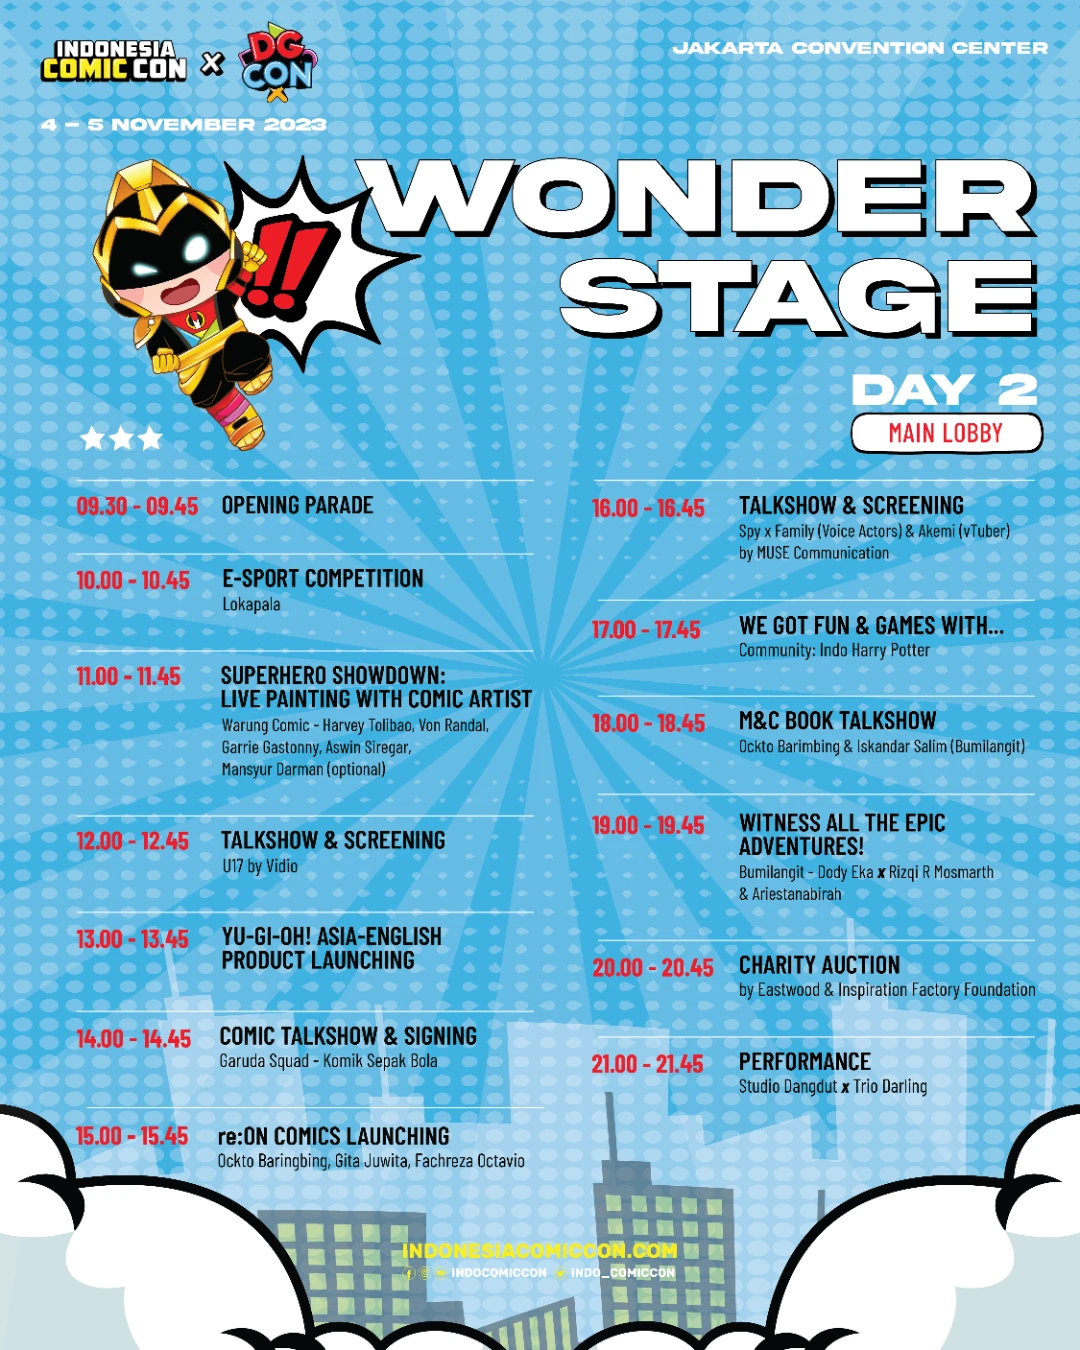 INDONESIA
COMIC CON
X
DG
CON
X
JAKARTA CONVENTION CENTER
4 – 5 NOVEMBER 2023
!!
WONDER
STAGE
DAY 2
MAIN LOBBY
09.30 - 09.45 OPENING PARADE
10.00 - 10.45 E-SPORT COMPETITION
Lokapala
11.00 - 11.45 SUPERHERO SHOWDOWN:
LIVE PAINTING WITH COMIC ARTIST
Warung Comic - Harvey Tolibao, Von Randal,
Garrie Gastonny, Aswin Siregar,
Mansyur Darman (optional)
12.00 - 12.45 TALKSHOW & SCREENING
U17 by Vidio
13.00 - 13.45 YU-GI-OH! ASIA-ENGLISH
PRODUCT LAUNCHING
14.00 - 14.45 COMIC TALKSHOW & SIGNING
Garuda Squad - Komik Sepak Bola
15.00 - 15.45 re:ON COMICS LAUNCHING
Ockto Baringbing, Gita Juwita, Fachreza Octavio
16.00 - 16.45 TALKSHOW & SCREENING
Spy x Family (Voice Actors) & Akemi (vTuber)
by MUSE Communication
17.00 - 17.45 WE GOT FUN & GAMES WITH...
Community: Indo Harry Potter
18.00 - 18.45 M&C BOOK TALKSHOW
Ockto Barimbing & Iskandar Salim (Bumilangit)
19.00 - 19.45 WITNESS ALL THE EPIC
ADVENTURES!
Bumilangit - Dody Eka x Rizqi R Mosmarth
& Ariestanabirah
20.00 - 20.45 CHARITY AUCTION
by Eastwood & Inspiration Factory Foundation
21.00 - 21.45 PERFORMANCE
Studio Dangdut x Trio Darling
INDONESIACOMICCON.COM
INDOCOMICCON INDO_COMICCON